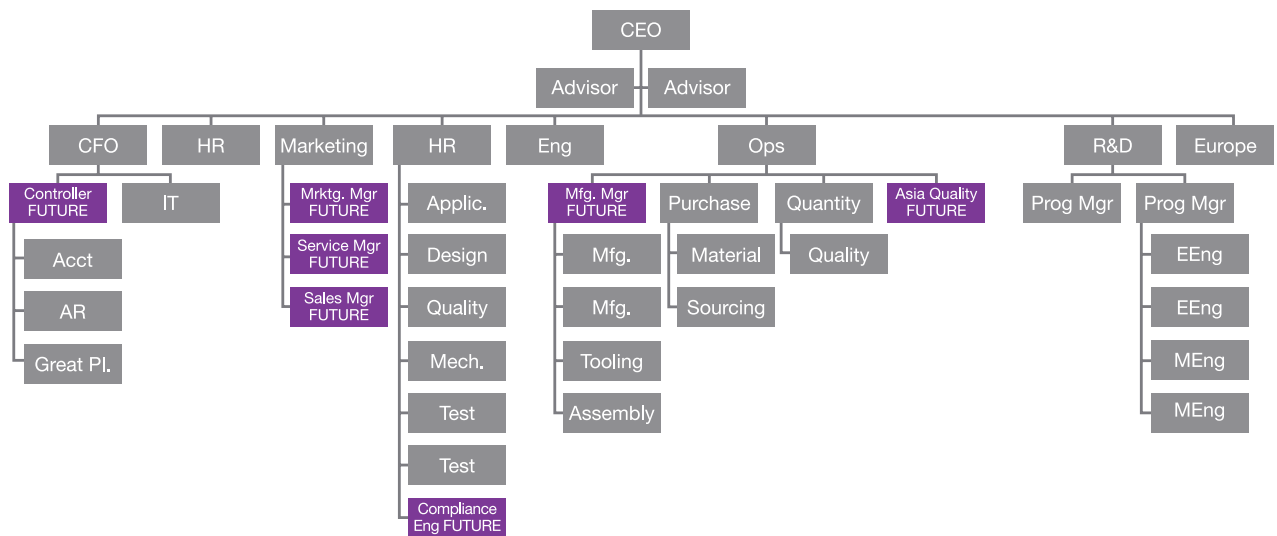 CEO
Advisor
Advisor
CFO
HR
Marketing
HR
Eng
Ops
R&D
Europe
Controller
FUTURE
IT
Mrktg. Mgr
FUTURE
Applic.
Mfg. Mgr
FUTURE
Purchase
Quantity
Asia Quality
FUTURE
Prog Mgr
Prog Mgr
Acct
Service Mgr
FUTURE
Design
Mfg.
Material
Quality
EEng
AR
Sales Mgr
FUTURE
Quality
Mfg.
Sourcing
EEng
Great Pl.
Mech.
Tooling
MEng
Test
Assembly
MEng
Test
Compliance
Eng FUTURE